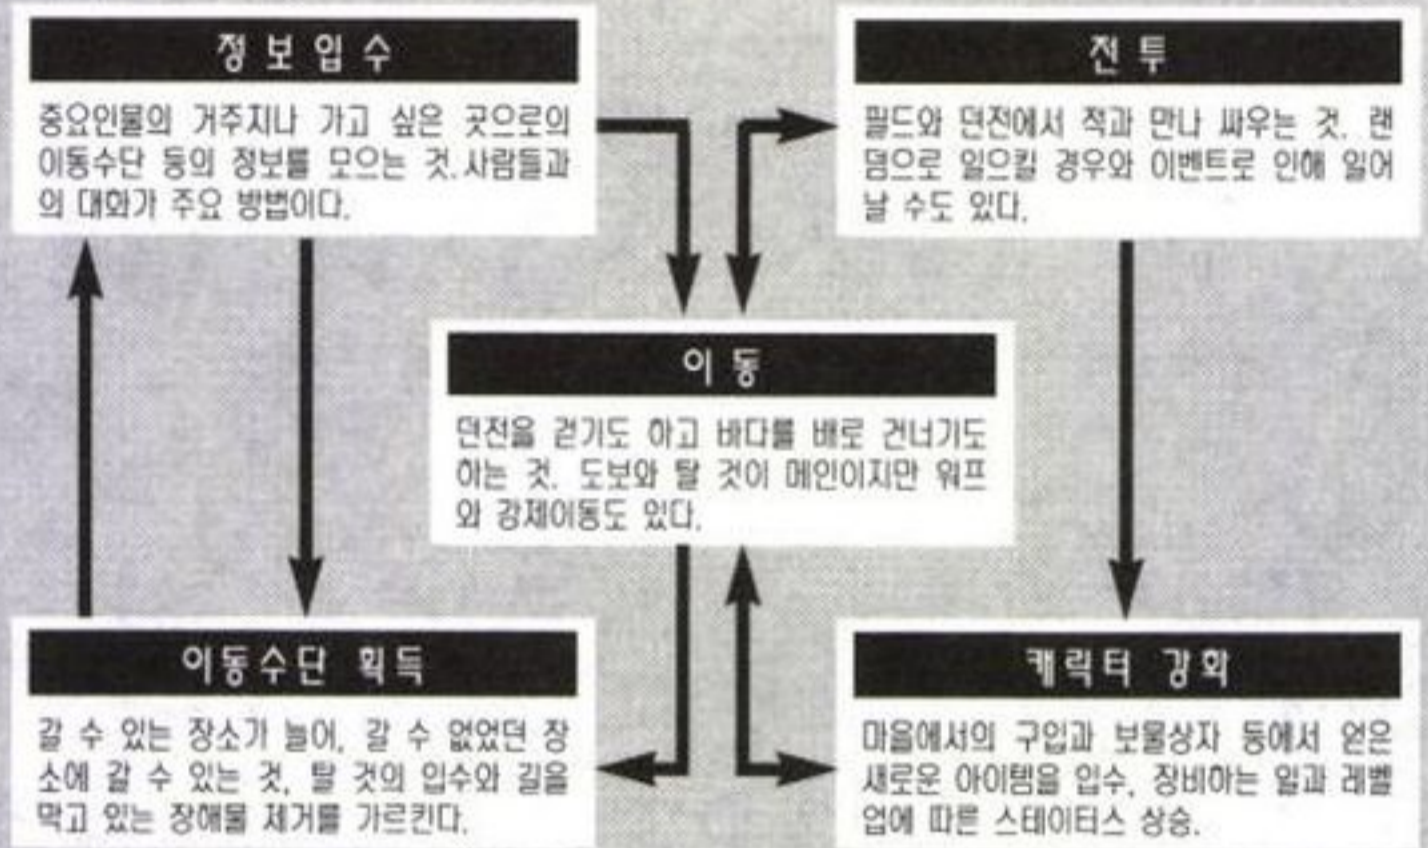 정보입수
중요인물의 거주지나 가고 싶은 곳으로의
이동수단 등의 정보를 모으는 것.사람들과
의 대화가 주요 방법이다.
전투
필드와 던전에서 적과 만나 싸우는 것. 랜
덤으로 일으킬 경우와 이벤트로 인해 일어
날 수도 있다.
이동
던전을 걷기도 하고 바다를 배로 건너기도
하는 것. 도보와 탈 것이 메인이지만 워프
와 강제이동도 있다.
이동수단 획득
갈 수 있는 장소가 늘어, 갈 수 없었던 장
소에 갈 수 있는 것, 탈 것의 입수와 길을
막고 있는 장애물 제거를 가르킨다.
캐릭터 강화
마을에서의 구입과 보물상자 등에서 얻은
새로운 아이템을 입수, 장비하는 일과 레벨
업에 따른 스테이터스 상승.